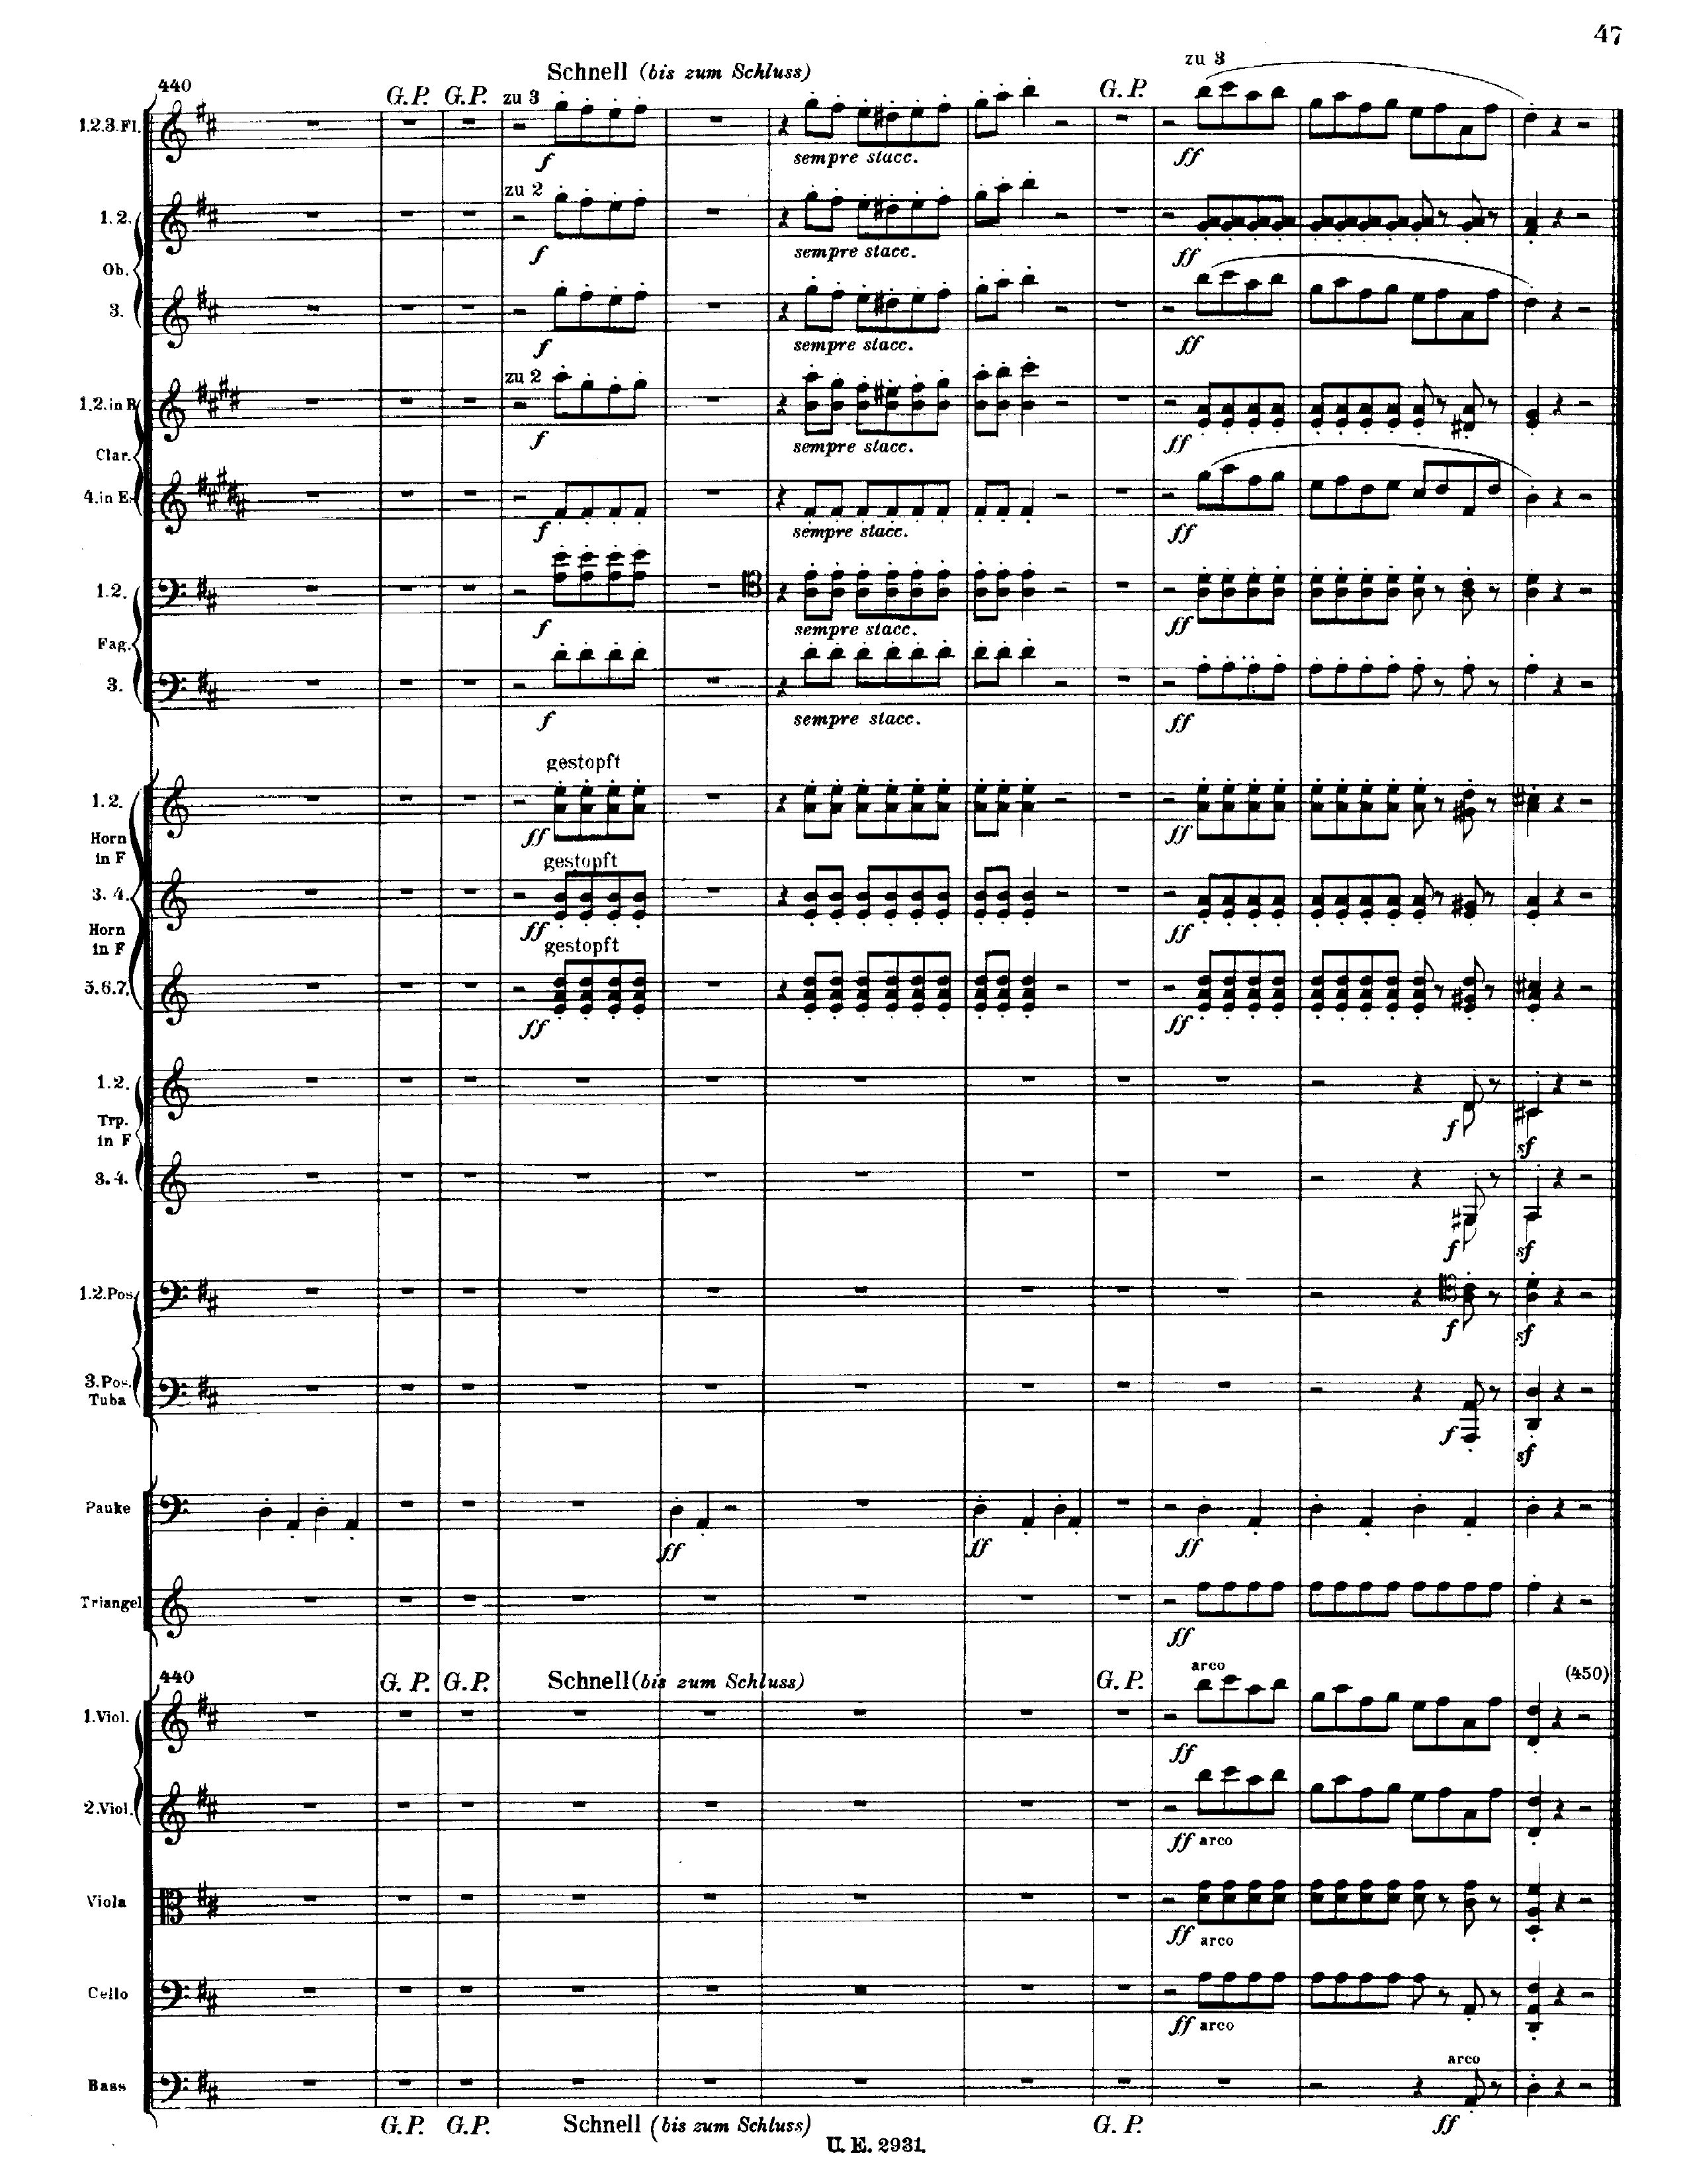 47
zu 3
Schnell (bis zum Schluss)
440
G.P. G.P. zu 3 G.P.
1.2.3. Fl.
f sempre stacc. ff
zu 2
1.2.
f sempre stacc. ff
Ob.
3.
f sempre stacc. ff
zu 2
1.2. in B
f sempre stacc. ff
Clar.
4. in Es
f sempre stacc. ff
1.2.
f sempre stacc. ff
Fag.
3.
f sempre stacc. ff
gestopft
1.2.
ff ff
Horn
in F
gestopft
3.4.
ff ff
Horn
in F
gestopft
5.6.7.
ff ff
1.2.
f sf
Trp.
in F
3.4.
f sf
1.2. Pos.
f sf
3. Pos.
Tuba
f sf
Pauke
ff ff ff
Triangel
ff
440 G. P. G. P. Schnell (bis zum Schluss) G. P. arco (450)
1. Viol.
ff
2. Viol.
ff arco
Viola
ff arco
Cello
ff arco
arco
Bass
G. P. G. P. Schnell (bis zum Schluss) G. P. ff
U. E. 2931.